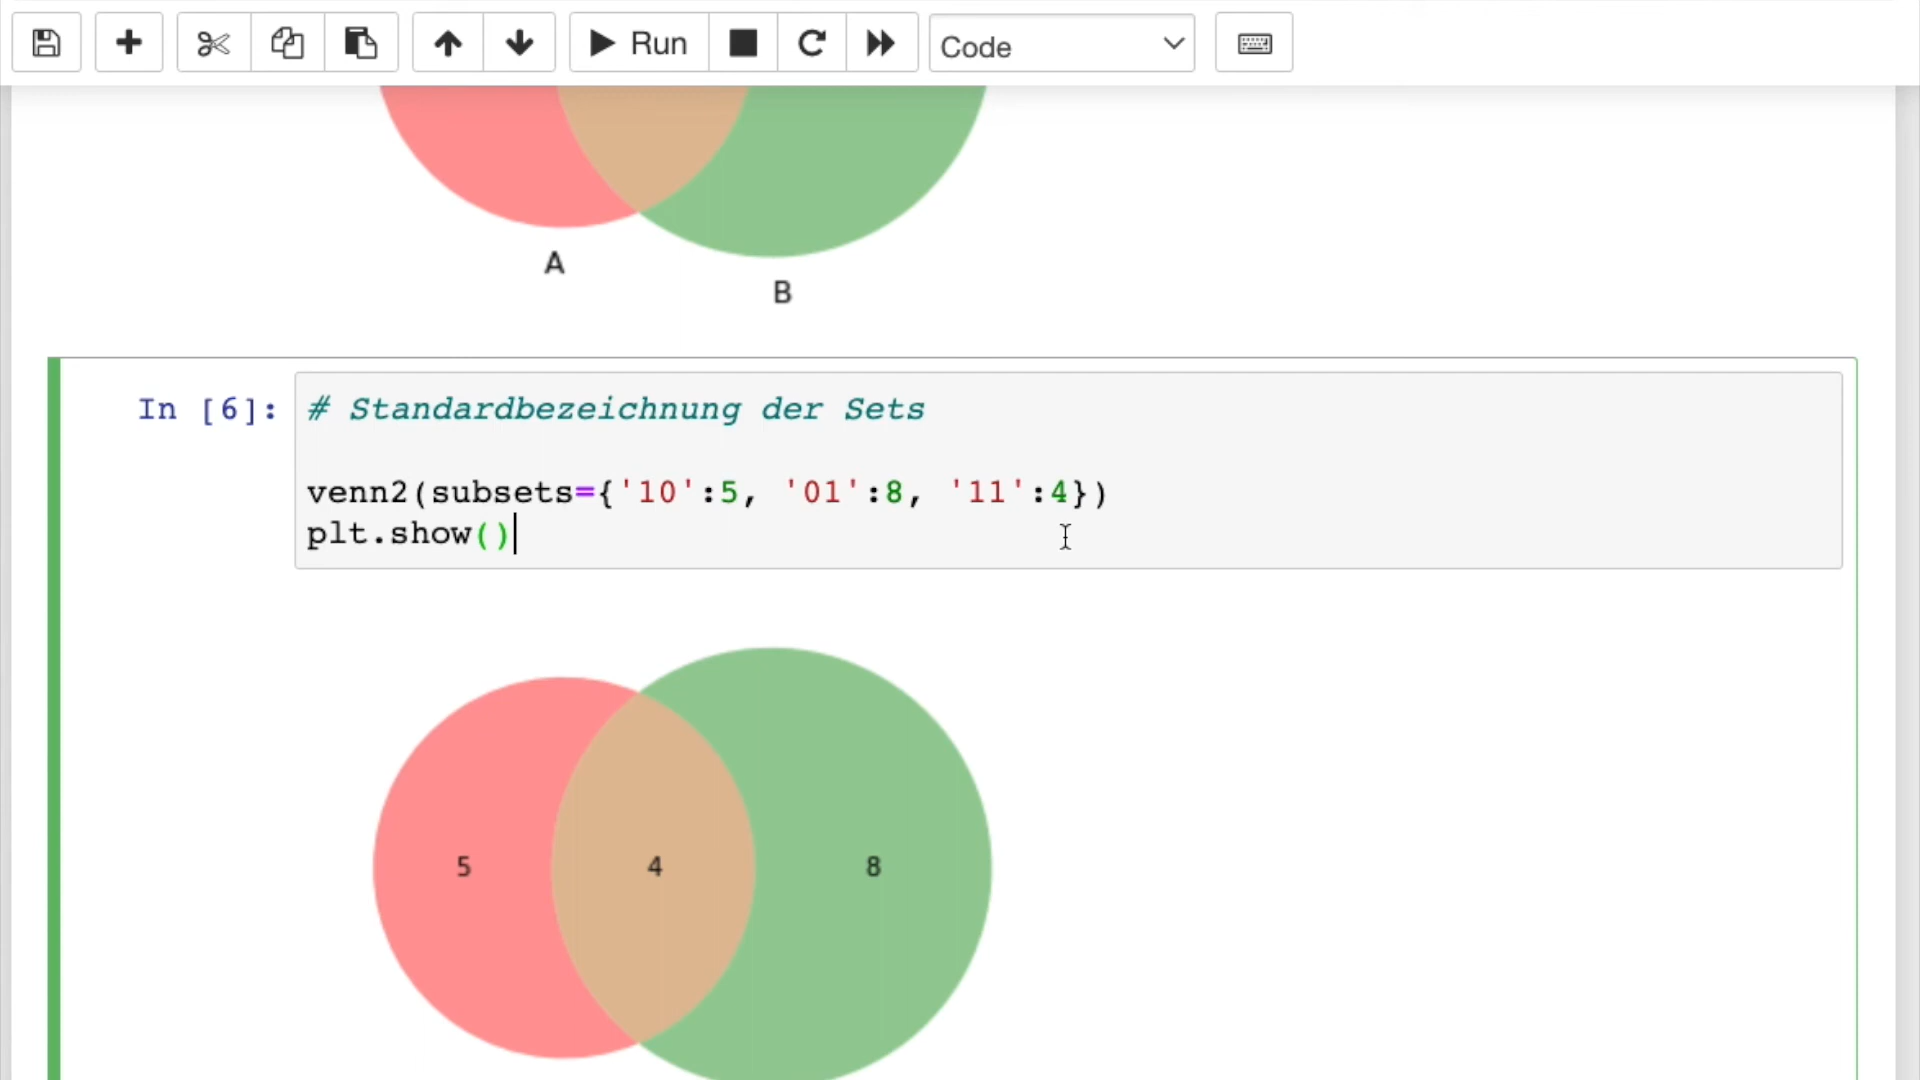 Run
Code
A
B
In [6]:
# Standardbezeichnung der Sets
venn2(subsets={'10':5, '01':8, '11':4})
plt.show()
5 4 8